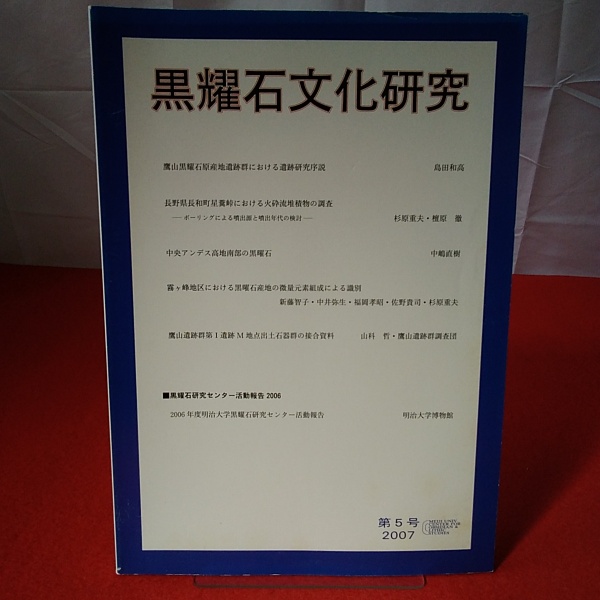 黒耀石文化研究
鷹山黒耀石原産地遺跡群における遺跡研究序説 島田和高
長野県長和町星糞峠における火砕流堆積物の調査
―ボーリングによる噴出源と噴出年代の検討― 杉原重夫・檀原 徹
中央アンデス高地南部の黒耀石 中嶋直樹
霧ヶ峰地区における黒耀石産地の微量元素組成による識別
新藤智子・中井弥生・福岡孝昭・佐野貴司・杉原重夫
鷹山遺跡群第Ⅰ遺跡M地点出土石器群の接合資料 山科 哲・鷹山遺跡群調査団
■黒耀石研究センター活動報告2006
2006年度明治大学黒耀石研究センター活動報告 明治大学博物館
第5号
2007
MEIJI UNIV.
CENTER FOR
OBSIDIAN &
LITHIC
STUDIES